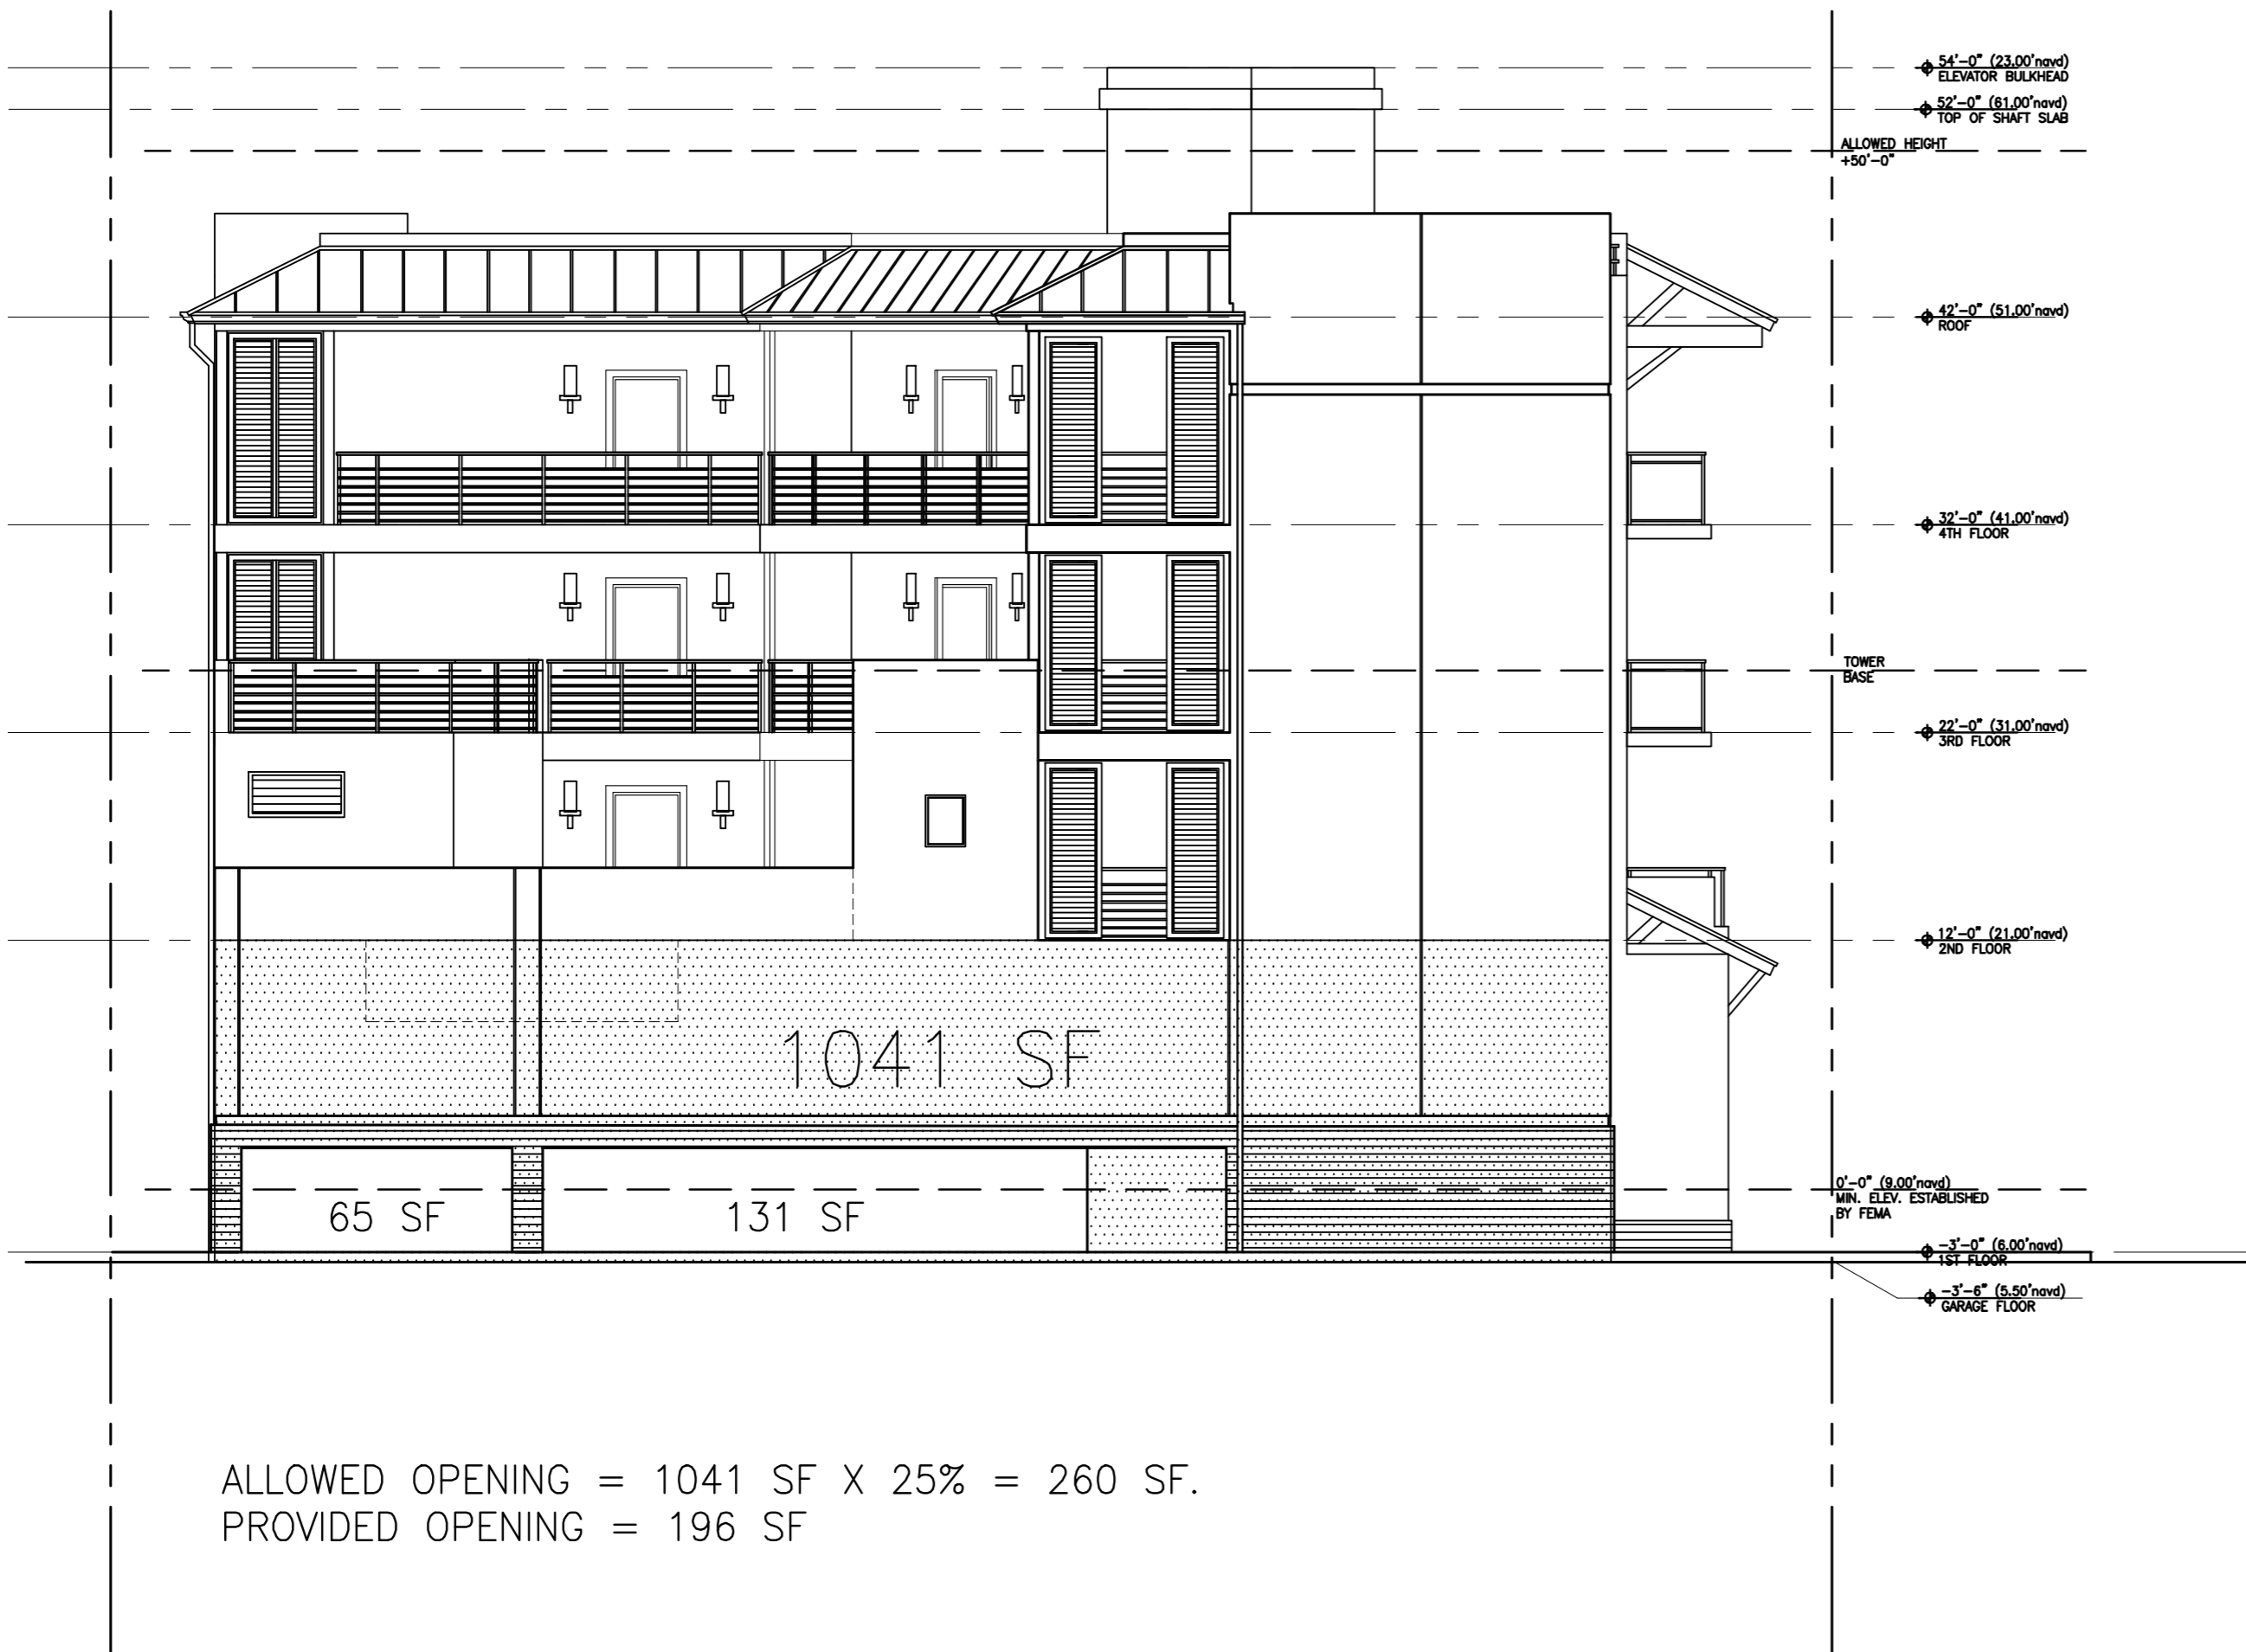 54'-0" (23.00'navd)
ELEVATOR BULKHEAD
52'-0" (61.00'navd)
TOP OF SHAFT SLAB
ALLOWED HEIGHT
+50'-0"
42'-0" (51.00'navd)
ROOF
32'-0" (41.00'navd)
4TH FLOOR
TOWER
BASE
22'-0" (31.00'navd)
3RD FLOOR
12'-0" (21.00'navd)
2ND FLOOR
1041 SF
0'-0" (9.00'navd)
MIN. ELEV. ESTABLISHED
BY FEMA
65 SF
131 SF
-3'-0" (6.00'navd)
1ST FLOOR
-3'-6" (5.50'navd)
GARAGE FLOOR
ALLOWED OPENING = 1041 SF X 25% = 260 SF.
PROVIDED OPENING = 196 SF